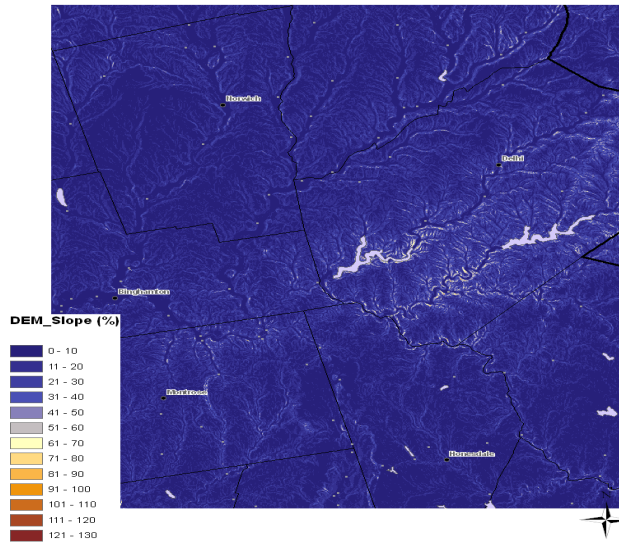 Norwich
Delhi
Binghamton
DEM_Slope (%)
0 - 10
11 - 20
21 - 30
31 - 40
41 - 50
51 - 60
61 - 70
71 - 80
81 - 90
91 - 100
101 - 110
111 - 120
121 - 130
Montrose
Honesdale